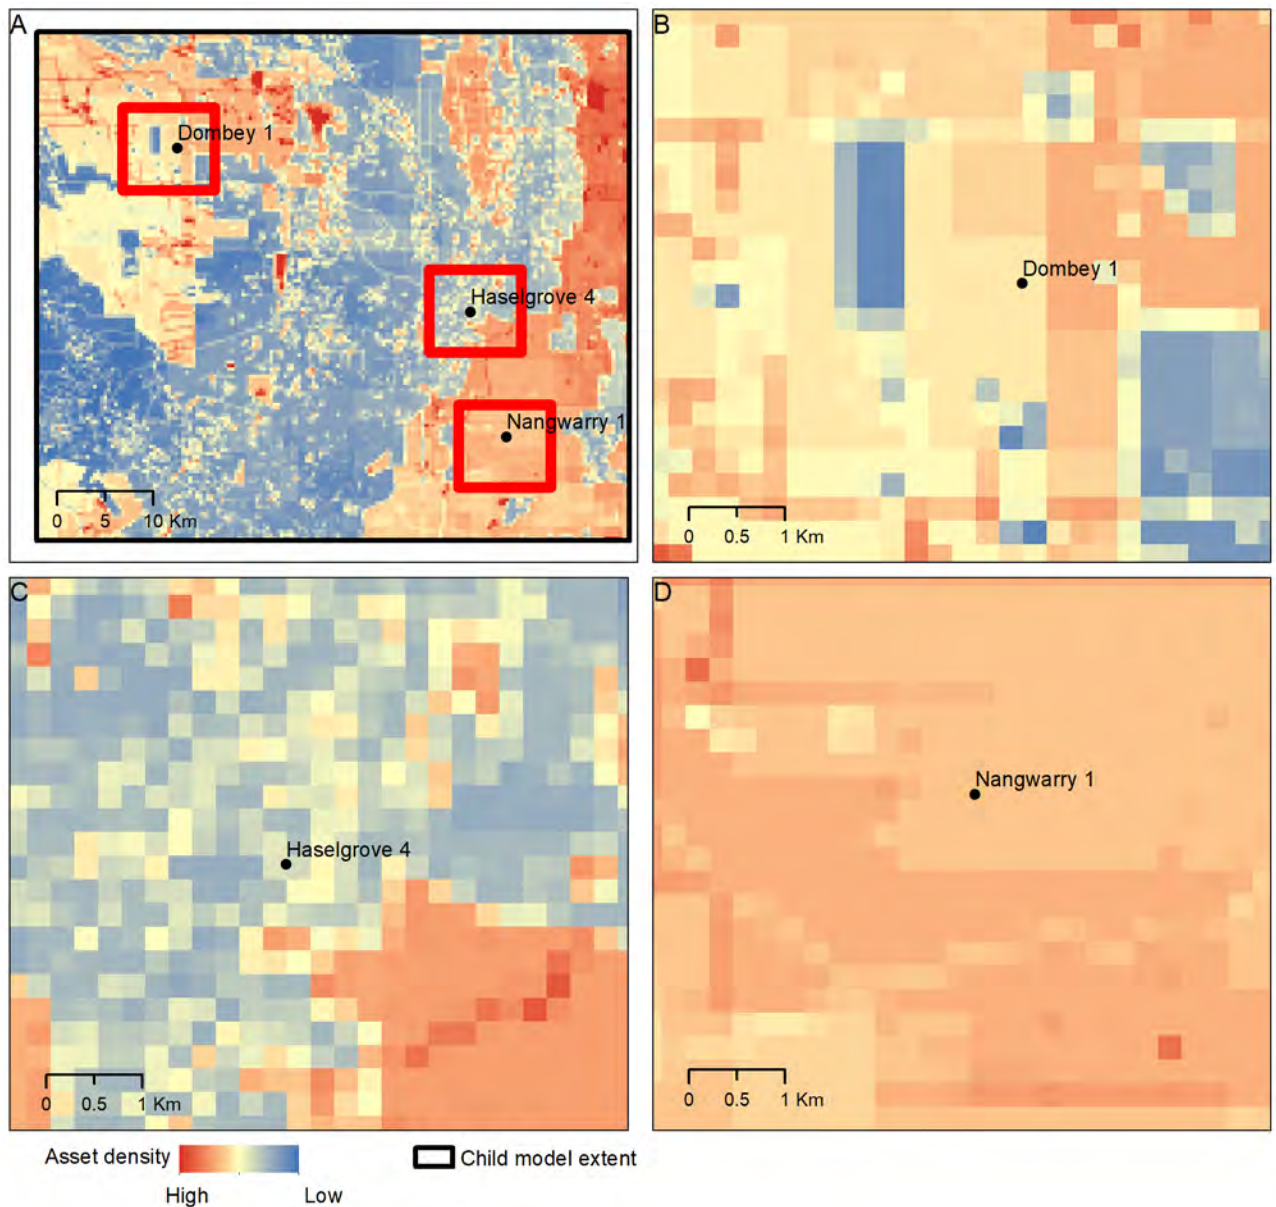 A
Dombey 1
Haselgrove 4
Nangwarry 1
0 5 10 Km
B
Dombey 1
0 0.5 1 Km
C
Haselgrove 4
0 0.5 1 Km
D
Nangwarry 1
0 0.5 1 Km
Asset density
High Low
Child model extent